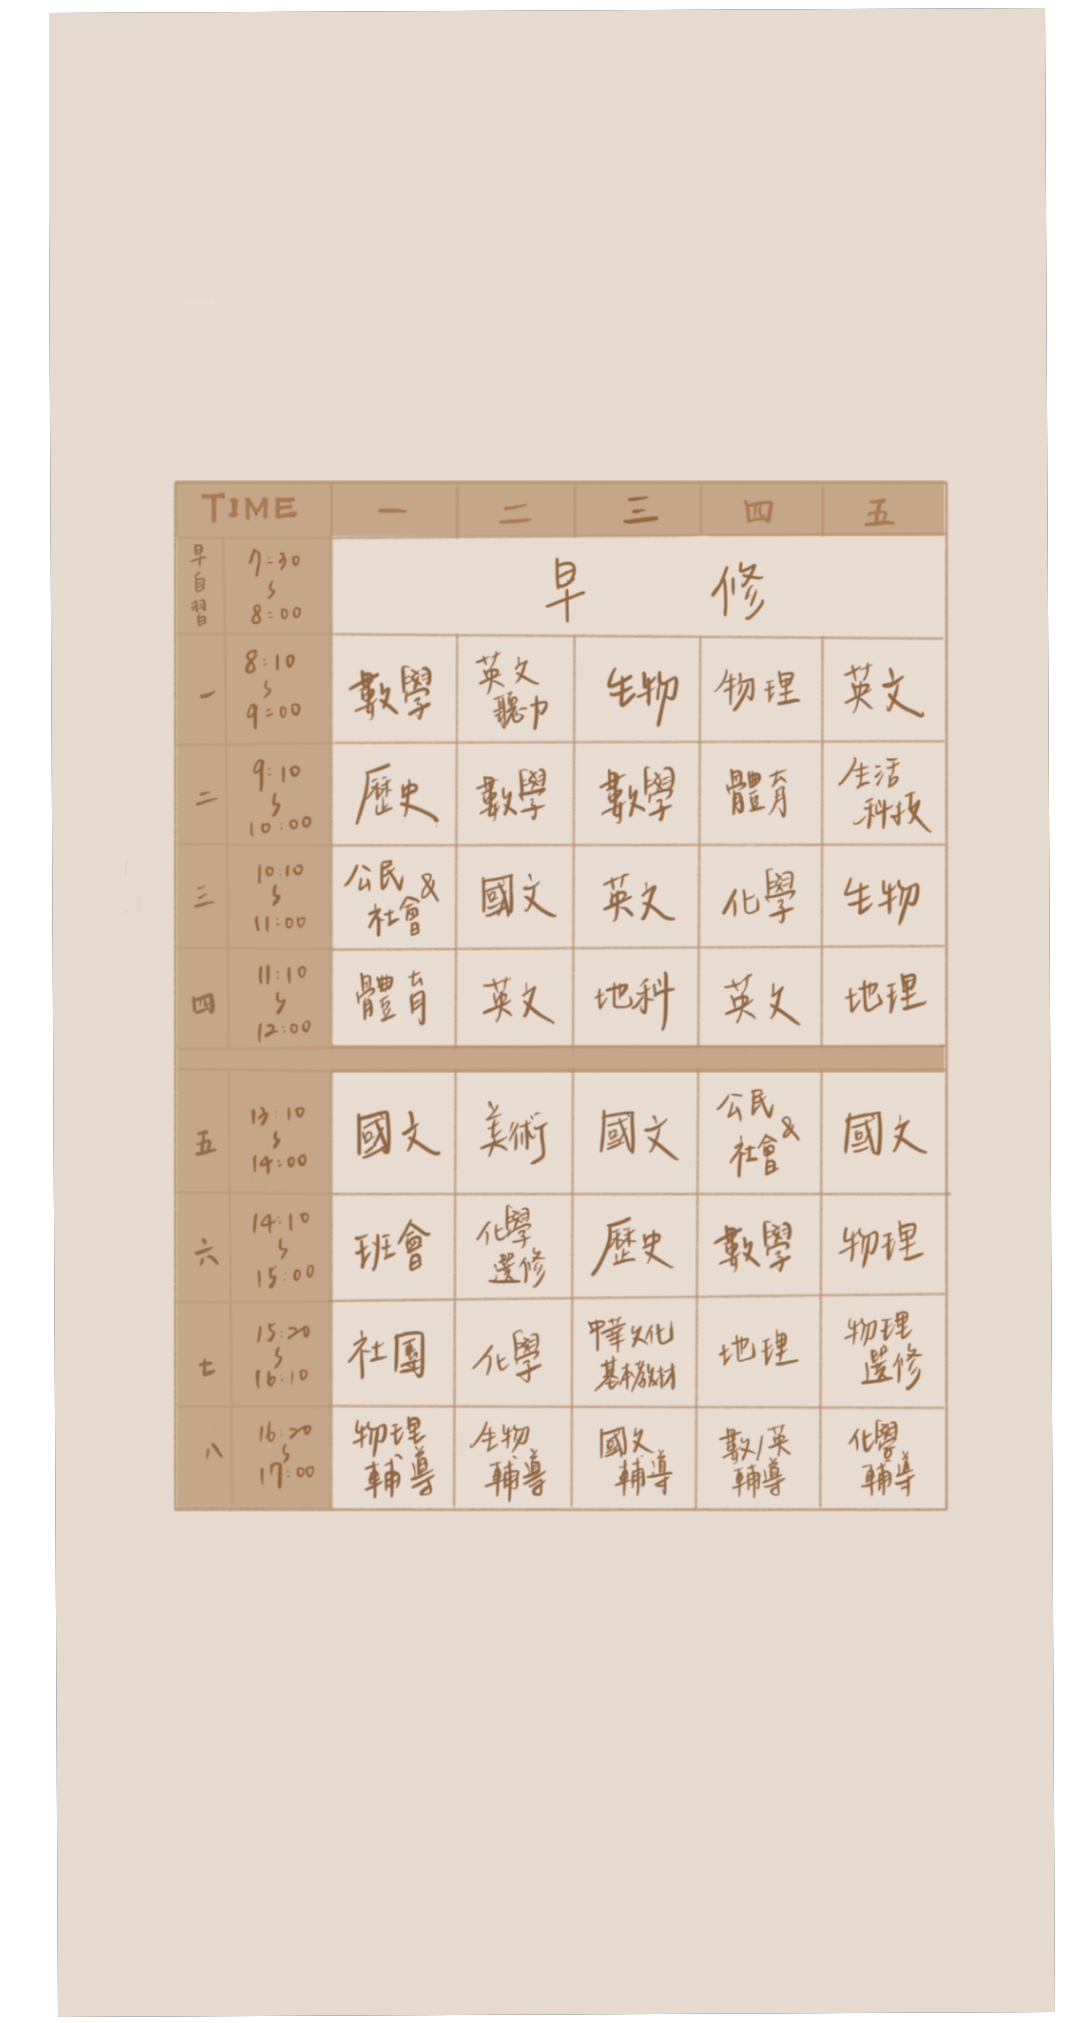 TIME 一 二 三 四 五
早自習 7:30 ~ 8:00 早 修
一 8:10 ~ 9:00 數學 英文聽力 生物 物理 英文
二 9:10 ~ 10:00 歷史 數學 數學 體育 生活科技
三 10:10 ~ 11:00 公民&社會 國文 英文 化學 生物
四 11:10 ~ 12:00 體育 英文 地科 英文 地理
五 13:10 ~ 14:00 國文 美術 國文 公民&社會 國文
六 14:10 ~ 15:00 班會 化學選修 歷史 數學 物理
七 15:20 ~ 16:10 社團 化學 中華文化基本教材 地理 物理選修
八 16:20 ~ 17:00 物理輔導 生物輔導 國文輔導 數/英輔導 化學輔導